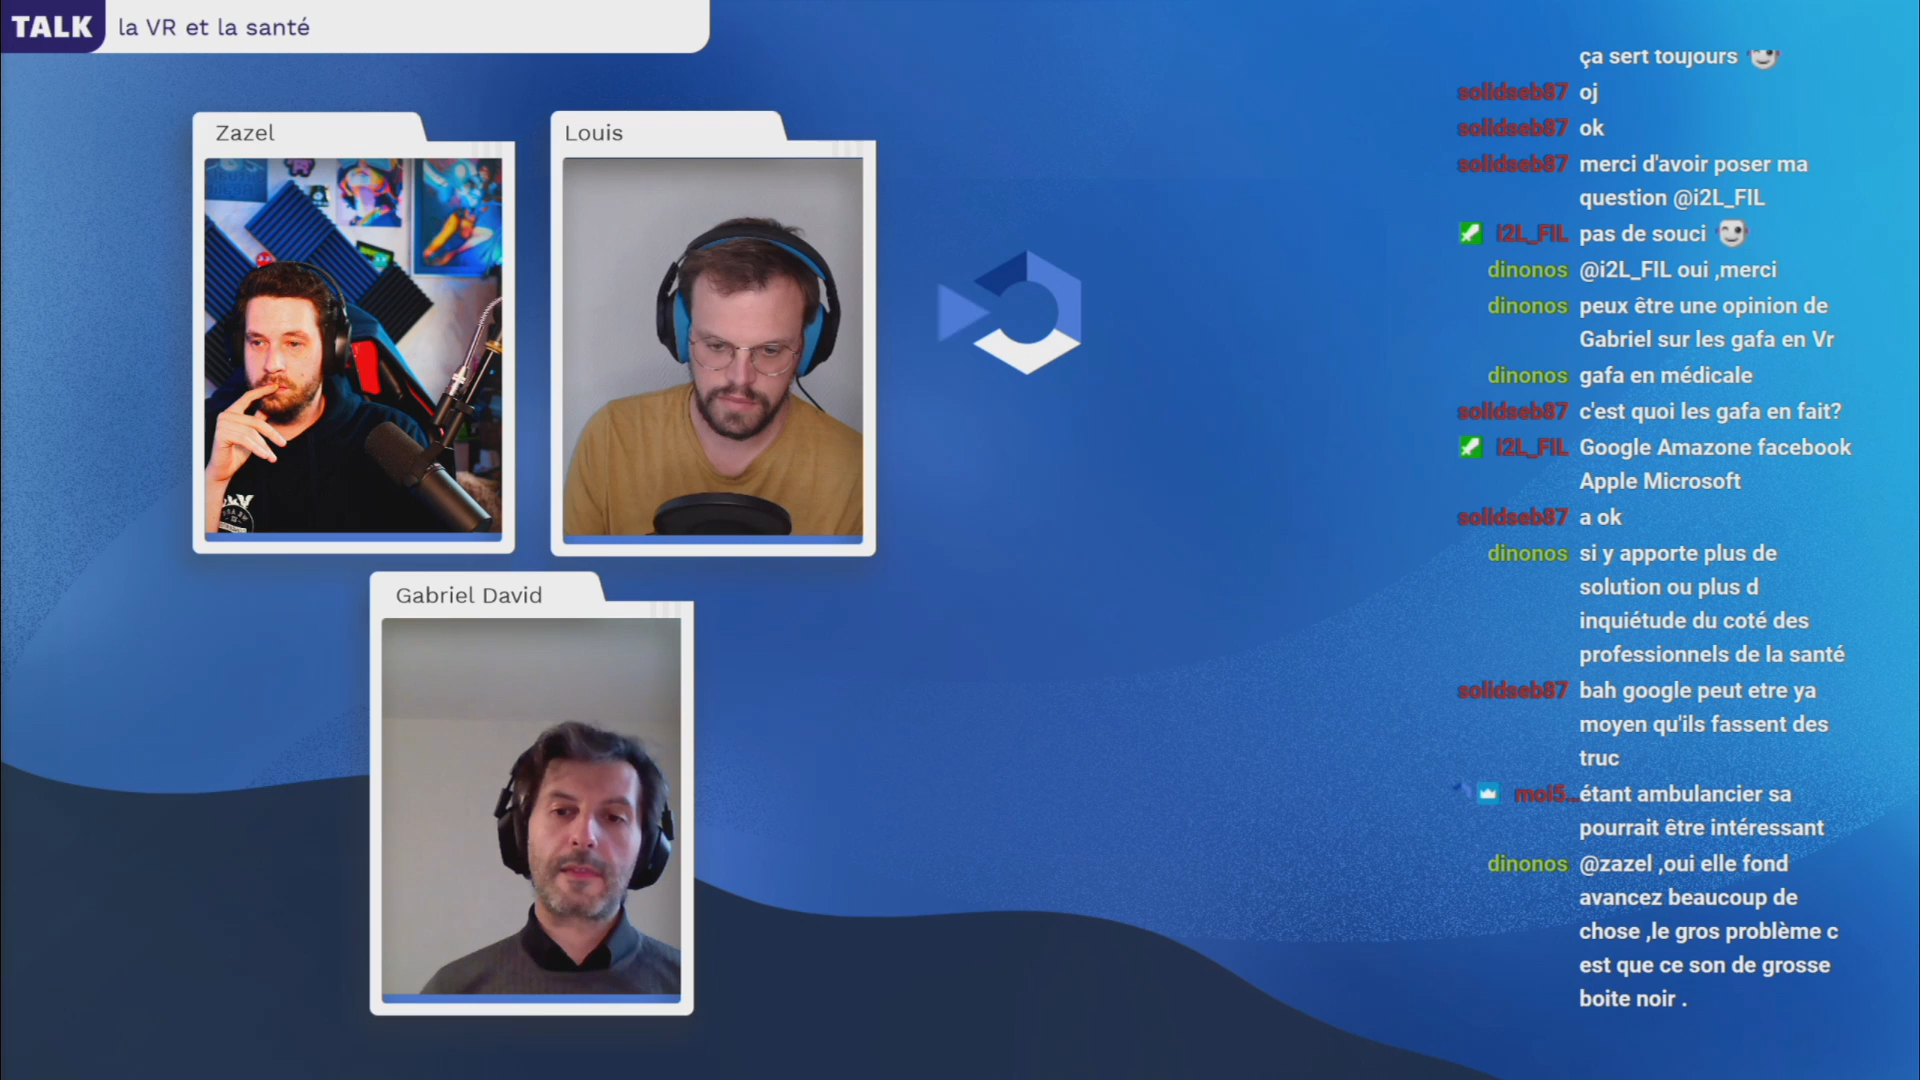 TALK la VR et la santé
Zazel
Louis
Gabriel David
ça sert toujours
solidseb87 oj
solidseb87 ok
solidseb87 merci d'avoir poser ma
question @i2L_FIL
i2L_FIL pas de souci
dinonos @i2L_FIL oui ,merci
dinonos peux être une opinion de
Gabriel sur les gafa en Vr
dinonos gafa en médicale
solidseb87 c'est quoi les gafa en fait?
i2L_FIL Google Amazone facebook
Apple Microsoft
solidseb87 a ok
dinonos si y apporte plus de
solution ou plus d
inquiétude du coté des
professionnels de la santé
solidseb87 bah google peut etre ya
moyen qu'ils fassent des
truc
moi5... étant ambulancier sa
pourrait être intéressant
dinonos @zazel ,oui elle fond
avancez beaucoup de
chose ,le gros problème c
est que ce son de grosse
boite noir .